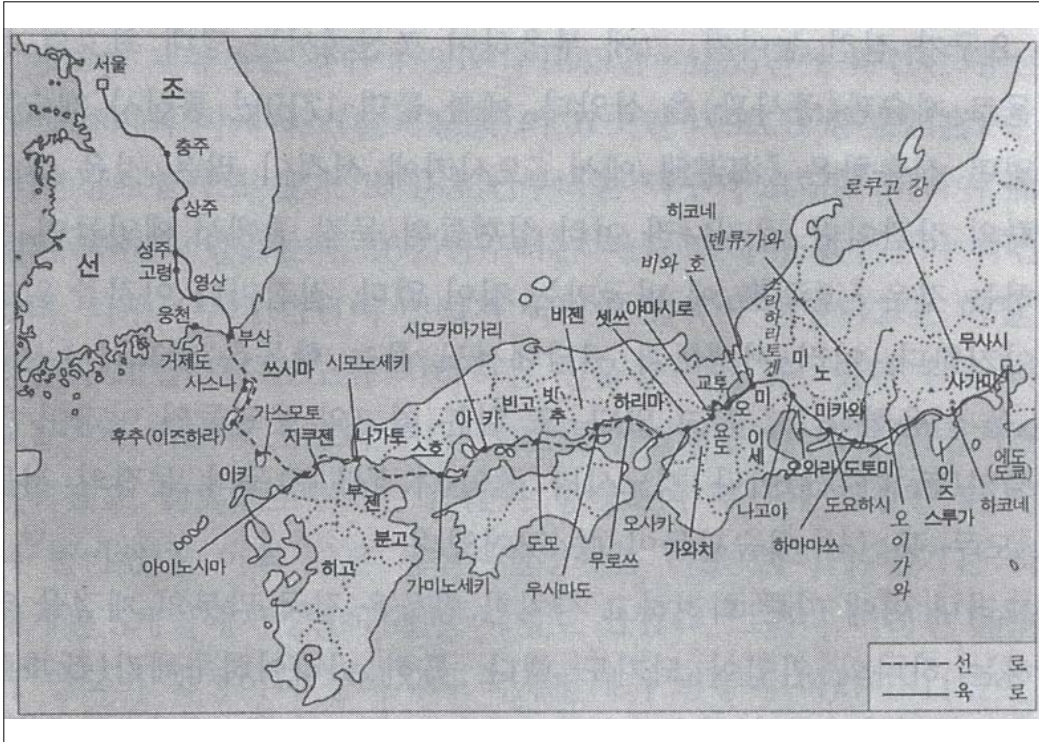 서울
조
충주
상주
성주
고령
선
영산
웅천
부산
거제도
사스나
쓰시마
가스모토
후추(이즈하라)
이키
아이노시마
지쿠젠
시모노세키
나가토
부젠
분고
히고
스호
가미노세키
시모카마가리
아키
빈고
빗추
비젠
도모
우시마도
하리마
무로쓰
셋쓰
오사카
야마시로
가와치
교토
요도
히코네
비와 호
오미
이세
스리하리토겐
미노
덴류가와
나고야
오와리
미카와
도요하시
하마마쓰
도토미
오이가와
스루가
이즈
하코네
로쿠고 강
무사시
사가미
에도
(도쿄)
선 로
육 로